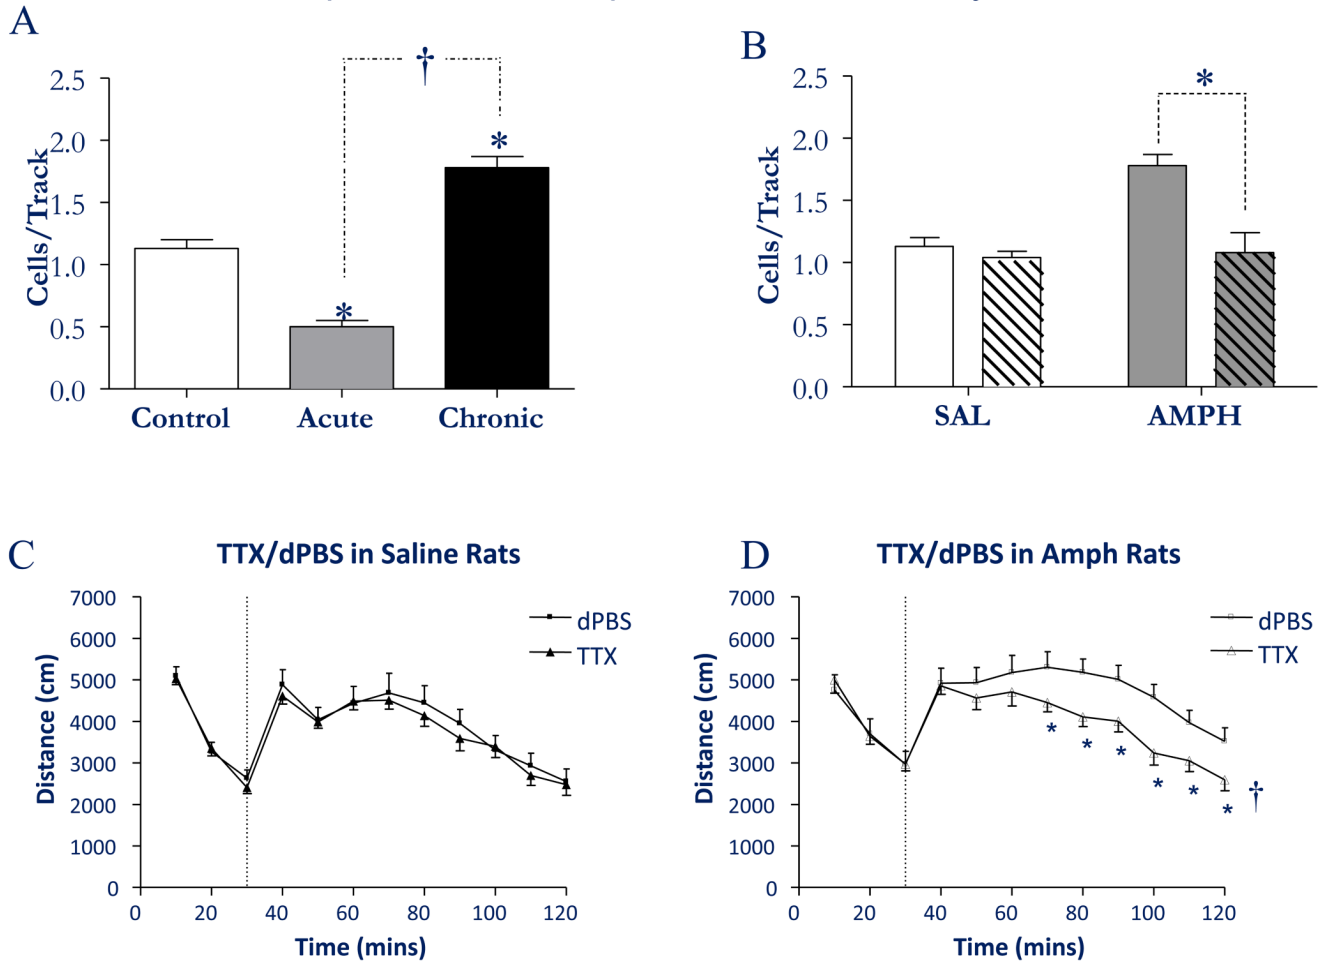 A
2.5
2.0
1.5
1.0
0.5
0.0
Cells/Track
†
*
*
Control Acute Chronic
B
2.5
2.0
1.5
1.0
0.5
0.0
Cells/Track
*
SAL AMPH
C
TTX/dPBS in Saline Rats
7000
6000
5000
4000
3000
2000
1000
0
Distance (cm)
dPBS
TTX
0 20 40 60 80 100 120
Time (mins)
D
TTX/dPBS in Amph Rats
7000
6000
5000
4000
3000
2000
1000
0
Distance (cm)
dPBS
TTX
* * * * * * †
0 20 40 60 80 100 120
Time (mins)